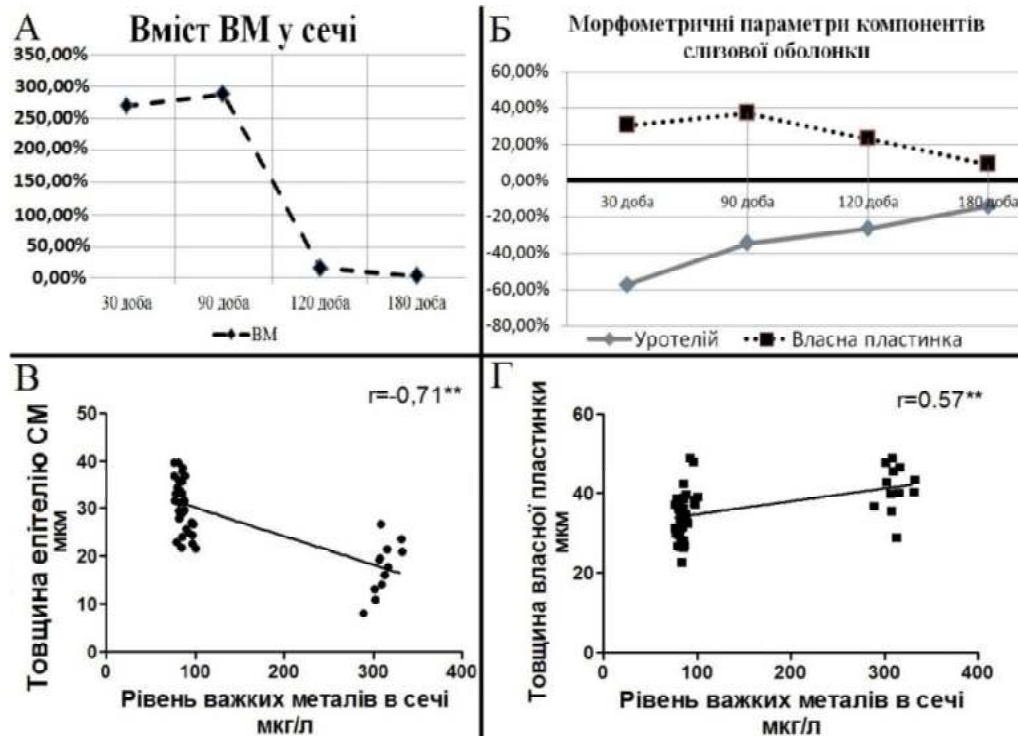 А
Вміст ВМ у сечі
350,00%
300,00%
250,00%
200,00%
150,00%
100,00%
50,00%
0,00%
30 доба 90 доба 120 доба 180 доба
ВМ
Б
Морфометричні параметри компонентів
слизової оболонки
60,00%
40,00%
20,00%
0,00%
30 доба 90 доба 120 доба 180 доба
-20,00%
-40,00%
-60,00%
-80,00%
Уротелій Власна пластинка
В
r=-0,71**
Товщина епітелію СМ
мкм
50
40
30
20
10
0
0 100 200 300 400
Рівень важких металів в сечі
мкг/л
Г
r=0.57**
Товщина власної пластинки
мкм
60
40
20
0
0 100 200 300 400
Рівень важких металів в сечі
мкг/л